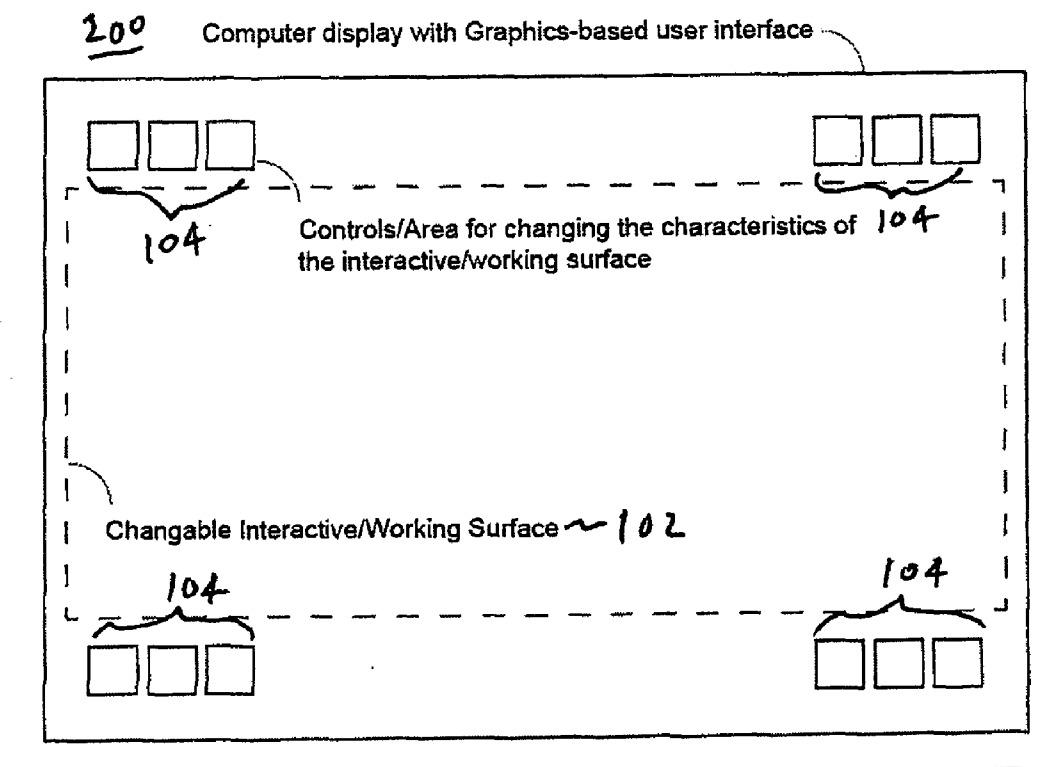 200 Computer display with Graphics-based user interface
104
Controls/Area for changing the characteristics of 104
the interactive/working surface
Changable Interactive/Working Surface ~ 102
104
104